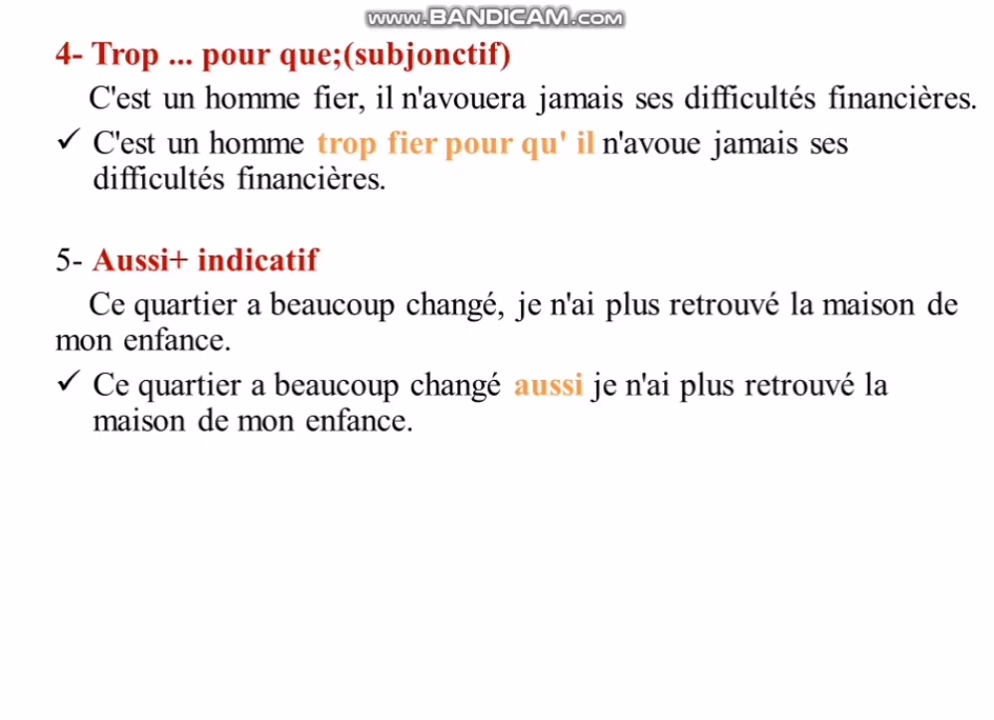 www.BANDICAM.com
4- Trop ... pour que;(subjonctif)
C'est un homme fier, il n'avouera jamais ses difficultés financières.
✓ C'est un homme trop fier pour qu' il n'avoue jamais ses
difficultés financières.
5- Aussi+ indicatif
Ce quartier a beaucoup changé, je n'ai plus retrouvé la maison de
mon enfance.
✓ Ce quartier a beaucoup changé aussi je n'ai plus retrouvé la
maison de mon enfance.